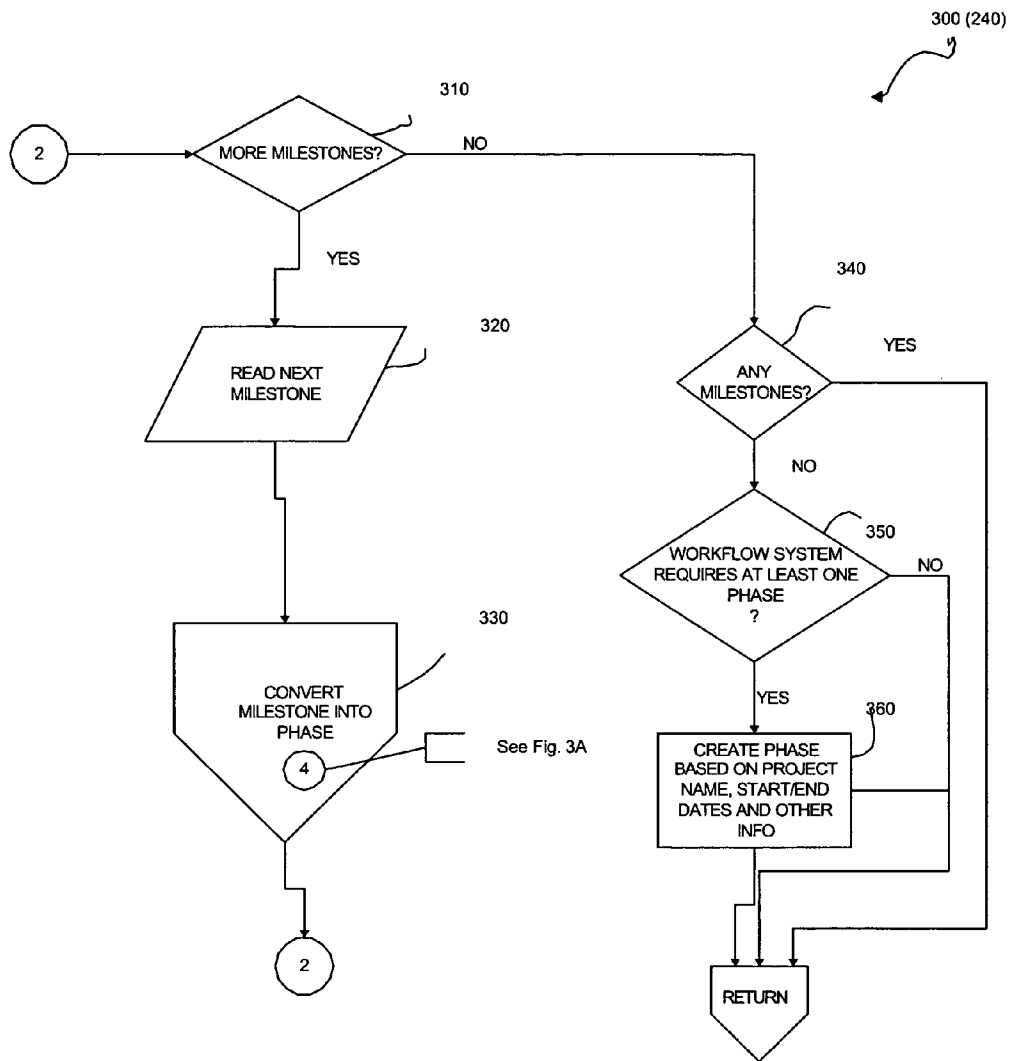 300 (240)
310
2
MORE MILESTONES?
NO
YES
340
320
YES
READ NEXT
MILESTONE
ANY
MILESTONES?
NO
350
WORKFLOW SYSTEM
REQUIRES AT LEAST ONE
PHASE
?
NO
330
CONVERT
MILESTONE INTO
PHASE
4
See Fig. 3A
YES
360
CREATE PHASE
BASED ON PROJECT
NAME, START/END
DATES AND OTHER
INFO
2
RETURN